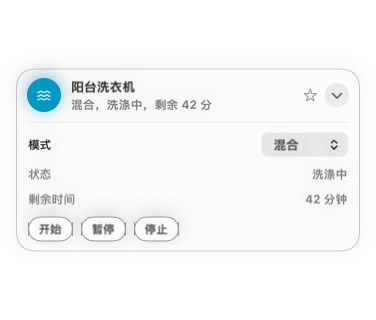 阳台洗衣机
混合，洗涤中，剩余 42 分
模式 混合
状态 洗涤中
剩余时间 42 分钟
开始 暂停 停止